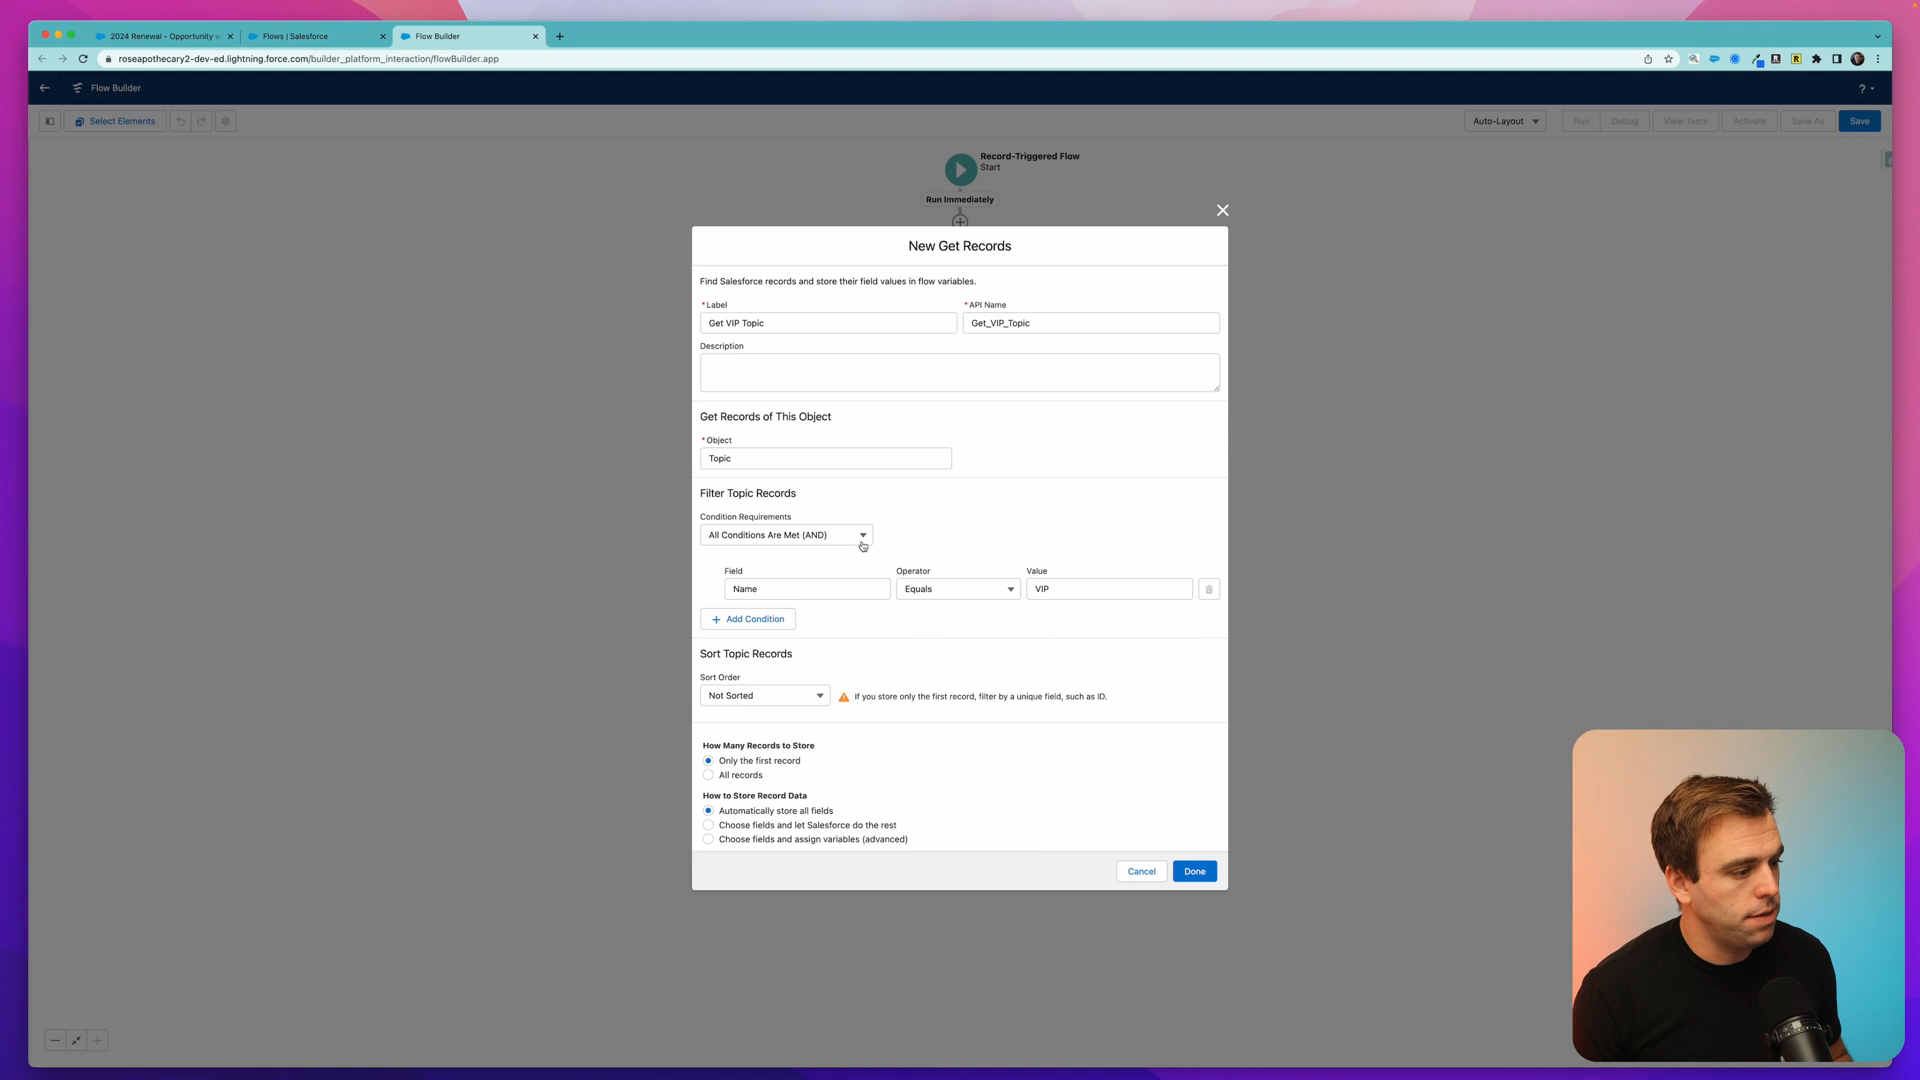 2024 Renewal - Opportunity
Flows | Salesforce
Flow Builder
roseapothecary2-dev-ed.lightning.force.com/builder_platform_interaction/flowBuilder.app
Flow Builder
?
Select Elements
Auto-Layout
Run
Debug
View Tests
Activate
Save As
Save
Record-Triggered Flow
Start
Run Immediately
New Get Records
Find Salesforce records and store their field values in flow variables.
* Label
* API Name
Get VIP Topic
Get_VIP_Topic
Description
Get Records of This Object
* Object
Topic
Filter Topic Records
Condition Requirements
All Conditions Are Met (AND)
Field
Operator
Value
Name
Equals
VIP
+ Add Condition
Sort Topic Records
Sort Order
Not Sorted
If you store only the first record, filter by a unique field, such as ID.
How Many Records to Store
Only the first record
All records
How to Store Record Data
Automatically store all fields
Choose fields and let Salesforce do the rest
Choose fields and assign variables (advanced)
Cancel
Done